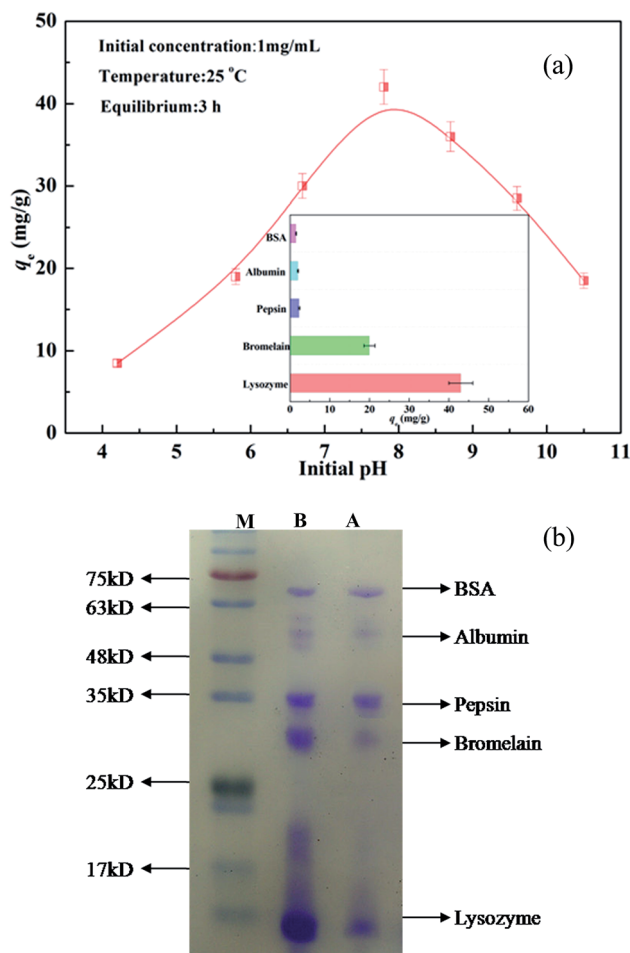 50
40
30
20
10
0
qe (mg/g)
Initial concentration:1mg/mL
Temperature:25 °C
Equilibrium:3 h
(a)
BSA
Albumin
Pepsin
Bromelain
Lysozyme
0 10 20 30 40 50 60
qe (mg/g)
4 5 6 7 8 9 10 11
Initial pH
M B A
(b)
75kD
63kD
48kD
35kD
25kD
17kD
BSA
Albumin
Pepsin
Bromelain
Lysozyme